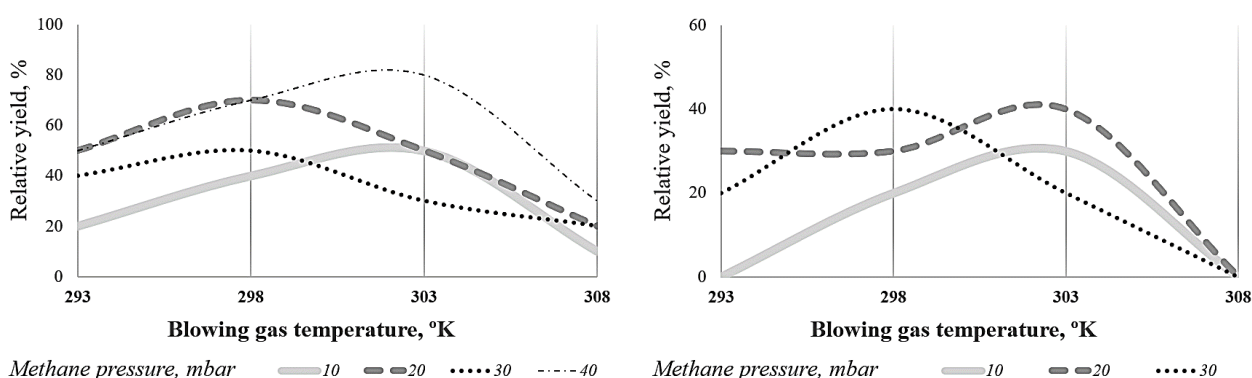 Relative yield, %
100
80
60
40
20
0
293 298 303 308
Blowing gas temperature, ºK
Methane pressure, mbar 10 20 30 40
Relative yield, %
60
40
20
0
293 298 303 308
Blowing gas temperature, ºK
Methane pressure, mbar 10 20 30